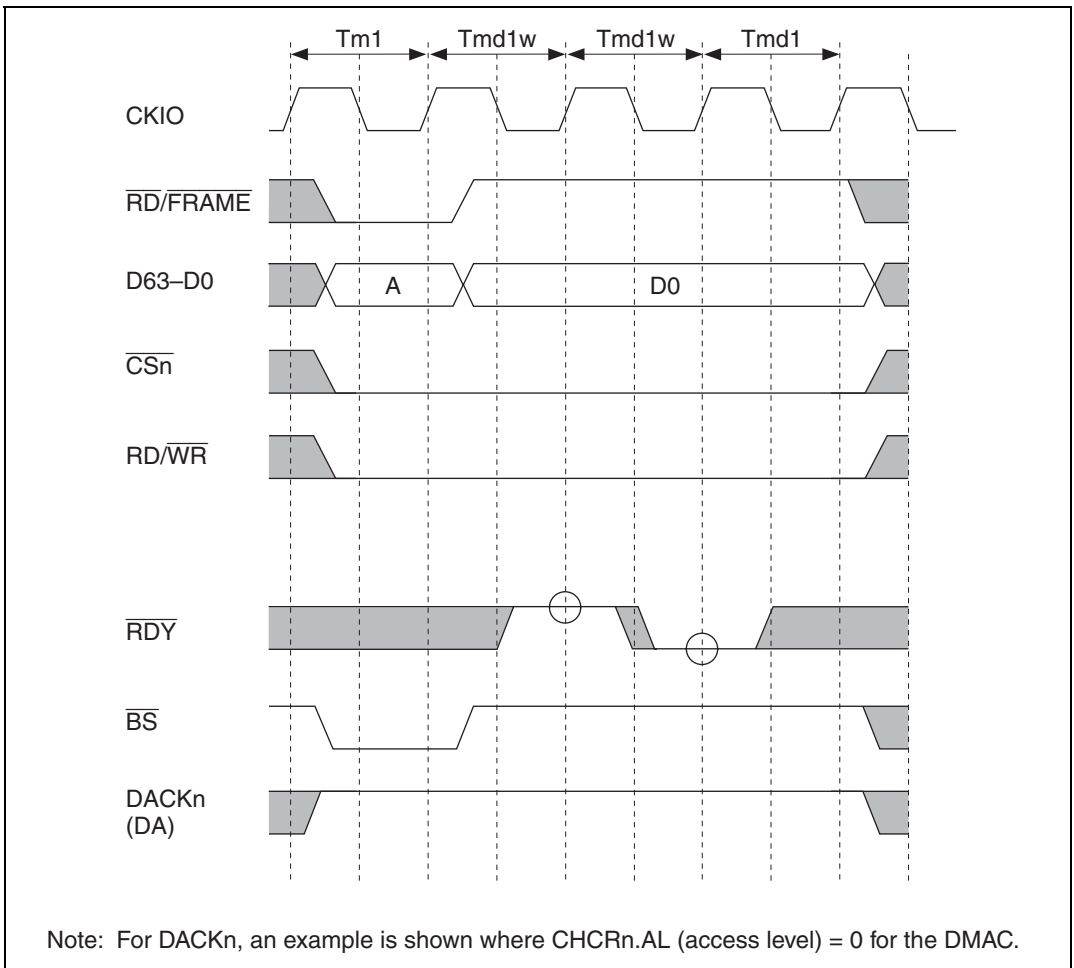 Tm1 Tmd1w Tmd1w Tmd1
CKIO
RD/FRAME
D63–D0 A D0
CSn
RD/WR
RDY
BS
DACKn
(DA)
Note: For DACKn, an example is shown where CHCRn.AL (access level) = 0 for the DMAC.